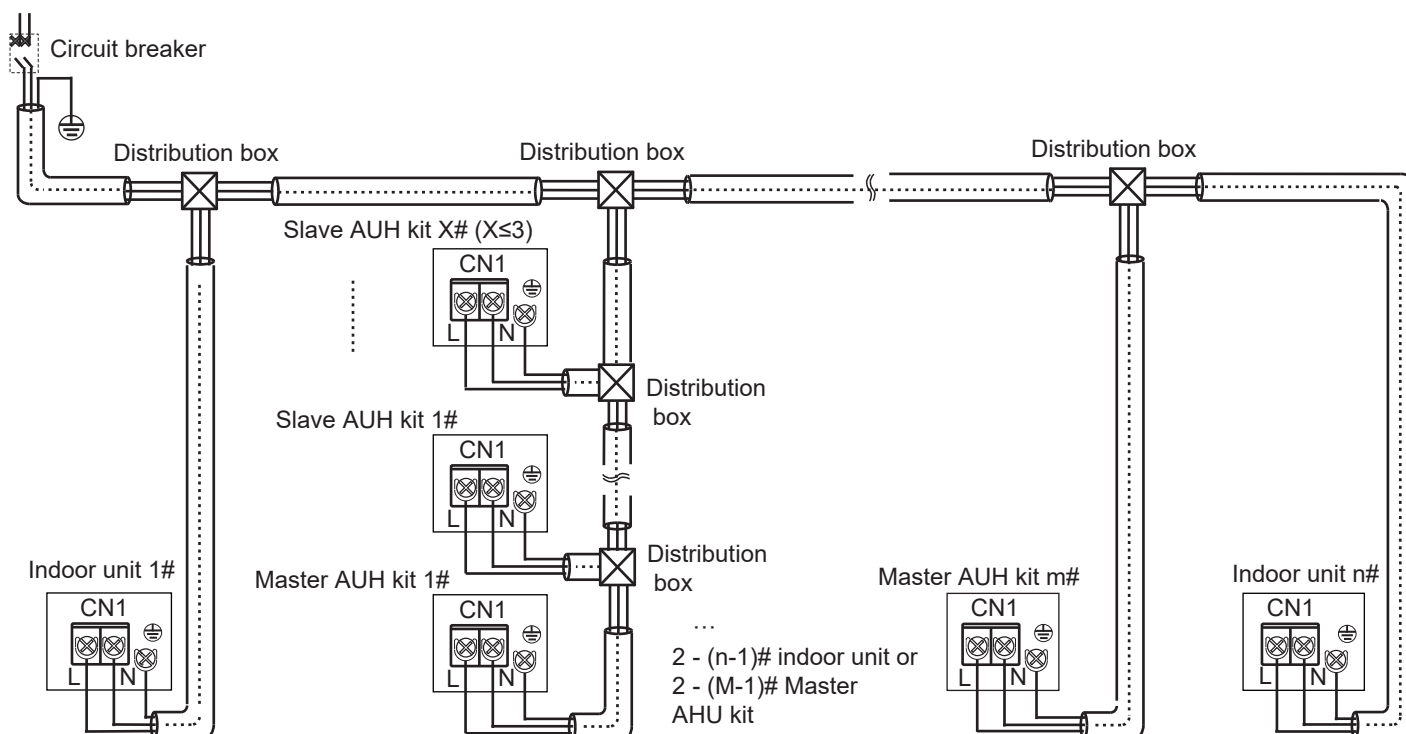 Circuit breaker
Distribution box
Distribution box
Distribution box
Slave AUH kit X# (X≤3)
CN1
L
N
Distribution
box
Slave AUH kit 1#
CN1
L
N
Distribution
box
Indoor unit 1#
CN1
L
N
Master AUH kit 1#
CN1
L
N
...
2 - (n-1)# indoor unit or
2 - (M-1)# Master
AHU kit
Master AUH kit m#
CN1
L
N
Indoor unit n#
CN1
L
N